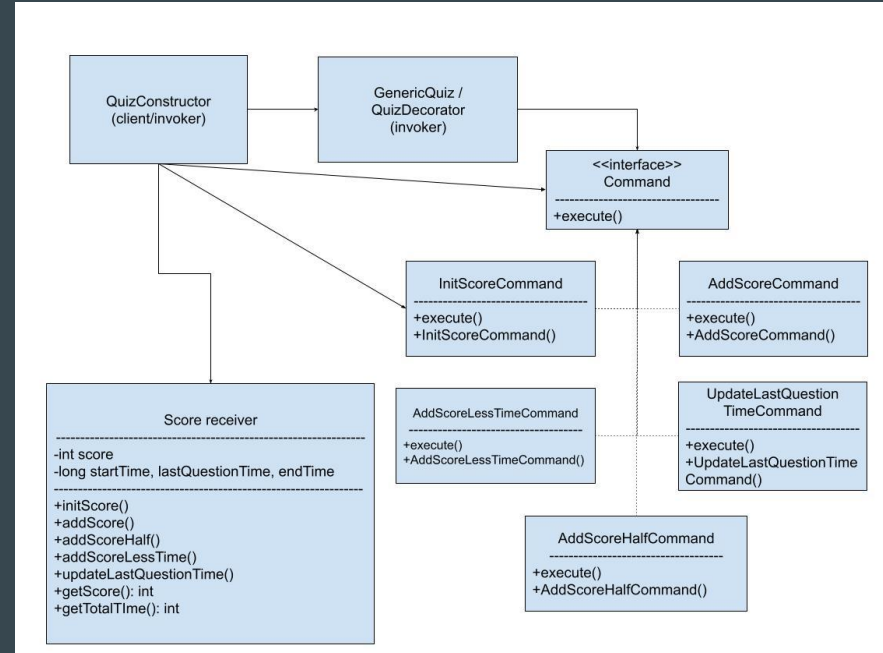 QuizConstructor
(client/invoker)
GenericQuiz /
QuizDecorator
(invoker)
<<interface>>
Command
+execute()
InitScoreCommand
+execute()
+InitScoreCommand()
AddScoreCommand
+execute()
+AddScoreCommand()
Score receiver
-int score
-long startTime, lastQuestionTime, endTime
+initScore()
+addScore()
+addScoreHalf()
+addScoreLessTime()
+updateLastQuestionTime()
+getScore(): int
+getTotalTIme(): int
AddScoreLessTimeCommand
+execute()
+AddScoreLessTimeCommand()
UpdateLastQuestion
TimeCommand
+execute()
+UpdateLastQuestionTime
Command()
AddScoreHalfCommand
+execute()
+AddScoreHalfCommand()